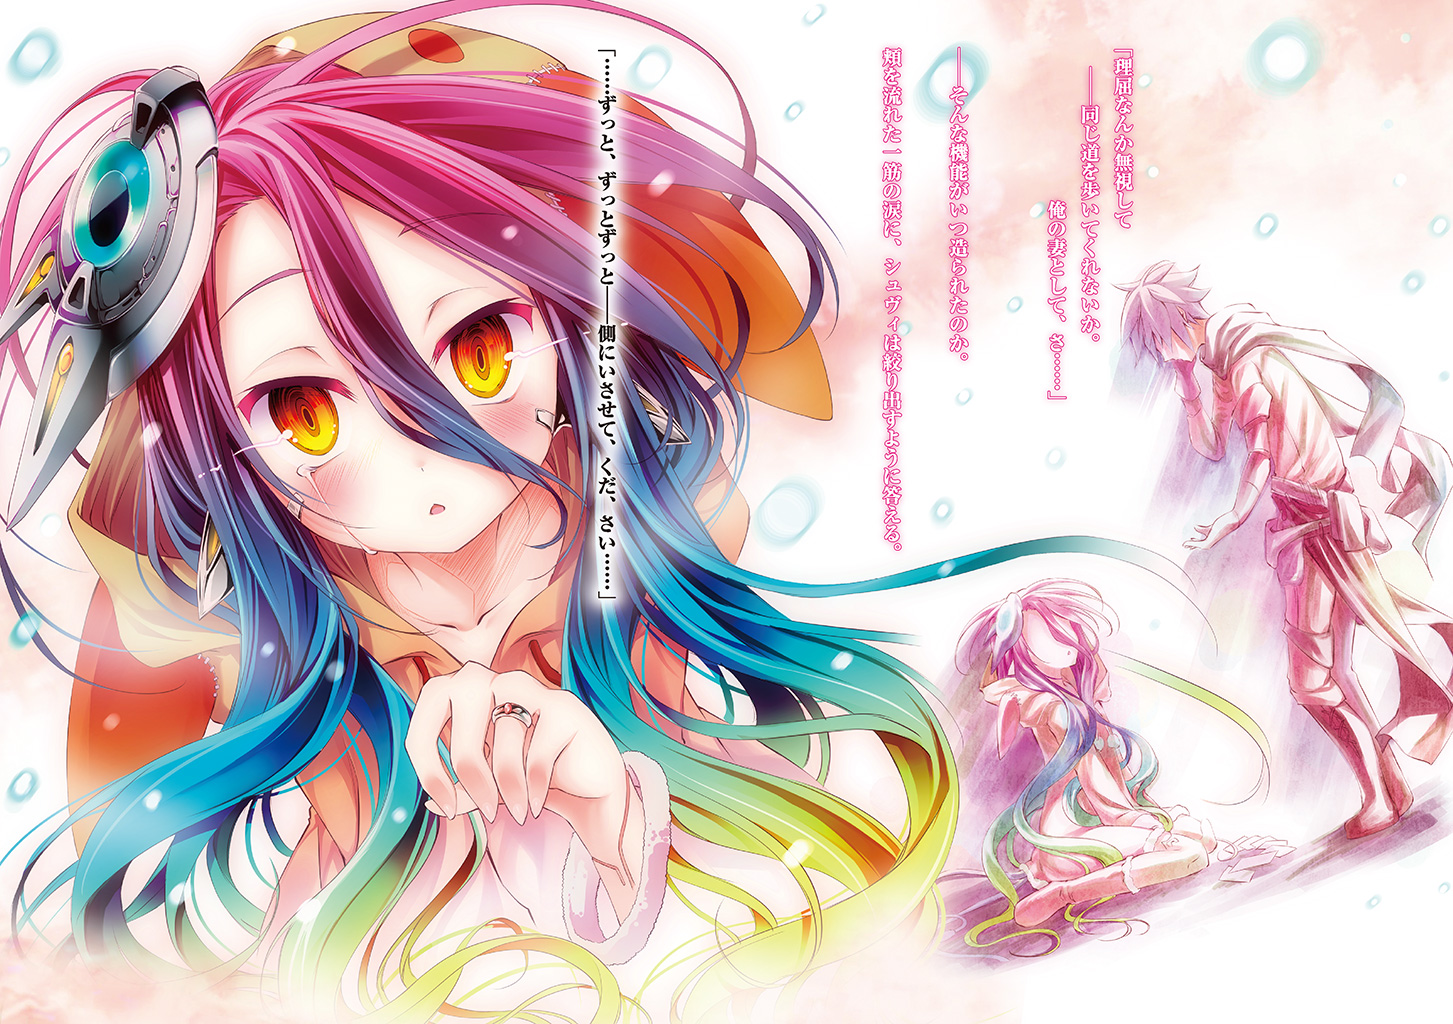 『理屈なんか無視して
――同じ道を歩いてくれないか。
俺の妻として、さ……』
――そんな機能がいつ造られたのか。
頬を流れた一筋の涙に、シュヴィは絞り出すように答える。
「……ずっと、ずっとずっと――側にいさせて、くだ、さい……」